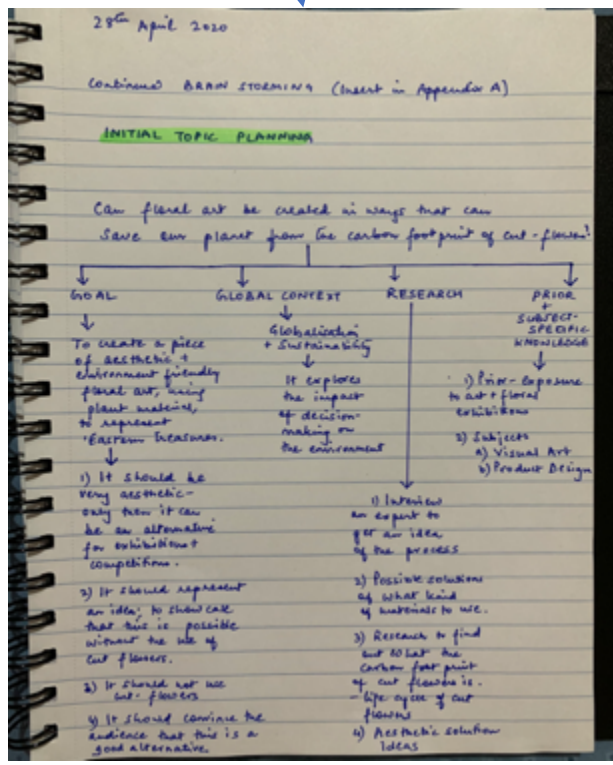 28th April 2020
Continued BRAIN STORMING (Insert in Appendix A)
INITIAL TOPIC PLANNING
Can floral art be created in ways that can
Save our planet from the carbon footprint of cut-flowers?
GOAL
To create a piece
of aesthetic +
environment friendly
floral art, using
plant material,
to represent
'Eastern Treasures.
1) It should be
very aesthetic-
only then it can
be an alternative
for exhibitions +
competitions.
2) It should represent
an idea; to showcase
that this is possible
without the use of
cut flowers.
3) It should not use
cut-flowers
4) It should convince the
audience that this is a
good alternative.
GLOBAL CONTEXT
Globalisation
+ Sustainability
It explores
the impact
of decision-
making on
the environment
RESEARCH
1) Interview
an expert to
get an idea
of the process
2) Possible solutions
of what kind
of materials to use.
3) Research to find
out What the
carbon foot print
of cut flowers is.
- life cycle of cut
flowers
4) Aesthetic solution
Ideas
PRIOR
+
SUBJECT-
SPECIFIC
KNOWLEDGE
1) Prior-exposure
to art + floral
exhibitions
2) Subjects
a) Visual Art
b) Product Design